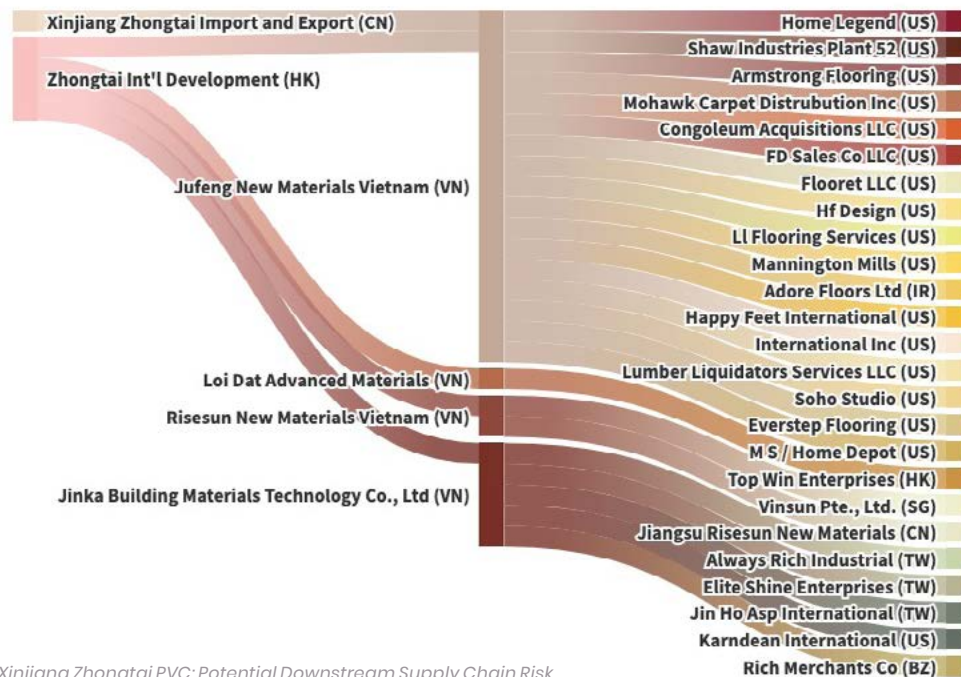 Xinjiang Zhongtai Import and Export (CN)
Zhongtai Int'l Development (HK)
Jufeng New Materials Vietnam (VN)
Loi Dat Advanced Materials (VN)
Risesun New Materials Vietnam (VN)
Jinka Building Materials Technology Co., Ltd (VN)
Home Legend (US)
Shaw Industries Plant 52 (US)
Armstrong Flooring (US)
Mohawk Carpet Distrubution Inc (US)
Congoleum Acquisitions LLC (US)
FD Sales Co LLC (US)
Flooret LLC (US)
Hf Design (US)
Ll Flooring Services (US)
Mannington Mills (US)
Adore Floors Ltd (IR)
Happy Feet International (US)
International Inc (US)
Lumber Liquidators Services LLC (US)
Soho Studio (US)
Everstep Flooring (US)
M S / Home Depot (US)
Top Win Enterprises (HK)
Vinsun Pte., Ltd. (SG)
Jiangsu Risesun New Materials (CN)
Always Rich Industrial (TW)
Elite Shine Enterprises (TW)
Jin Ho Asp International (TW)
Karndean International (US)
Rich Merchants Co (BZ)
Xinjiang Zhongtai PVC: Potential Downstream Supply Chain Risk